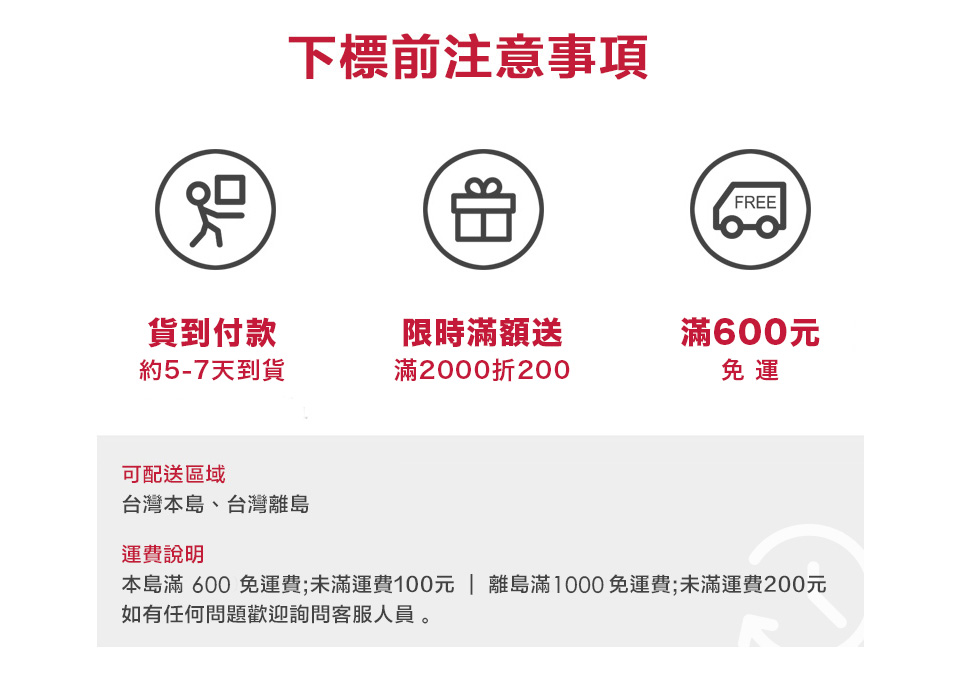 下標前注意事項
FREE
貨到付款
約5-7天到貨
限時滿額送
滿2000折200
滿600元
免 運
可配送區域
台灣本島、台灣離島
運費說明
本島滿 600 免運費;未滿運費100元 | 離島滿1000免運費;未滿運費200元
如有任何問題歡迎詢問客服人員。